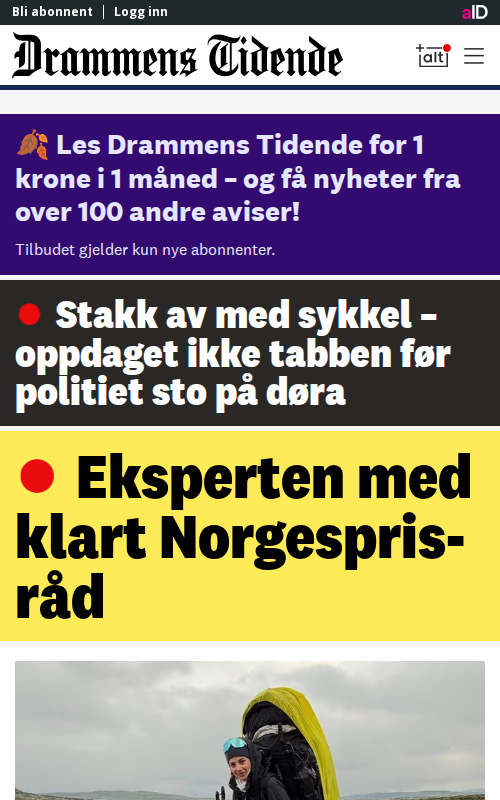 Bli abonnent | Logg inn
aID
Drammens Tidende
+alt
Les Drammens Tidende for 1
krone i 1 måned – og få nyheter fra
over 100 andre aviser!
Tilbudet gjelder kun nye abonnenter.
Stakk av med sykkel –
oppdaget ikke tabben før
politiet sto på døra
Eksperten med
klart Norgespris-
råd